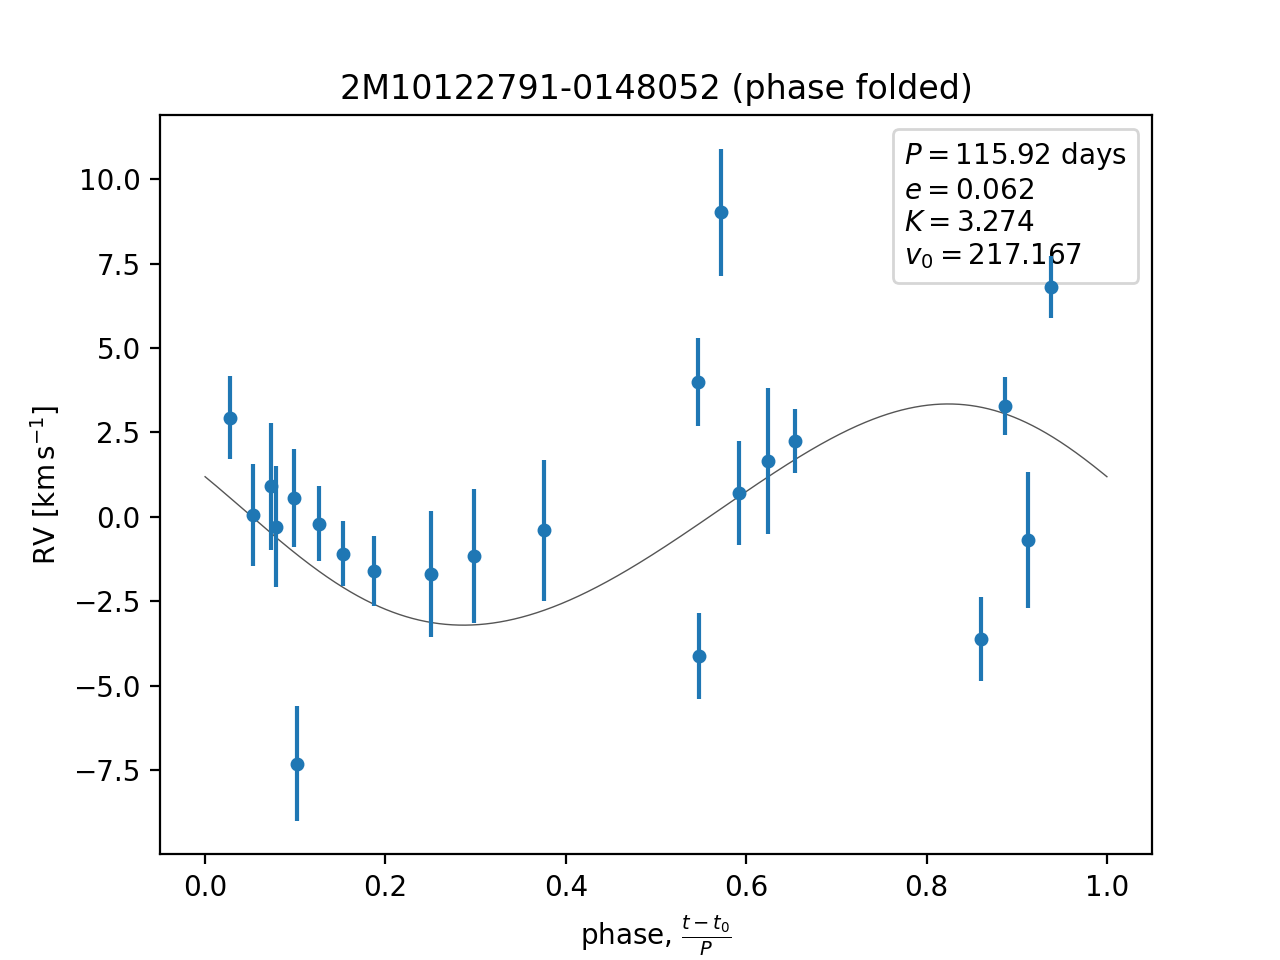 2M10122791-0148052 (phase folded)
P = 115.92 days
e = 0.062
K = 3.274
v₀ = 217.167
RV [km s⁻¹]
10.0
7.5
5.0
2.5
0.0
−2.5
−5.0
−7.5
0.0 0.2 0.4 0.6 0.8 1.0
phase, (t − t₀)/P